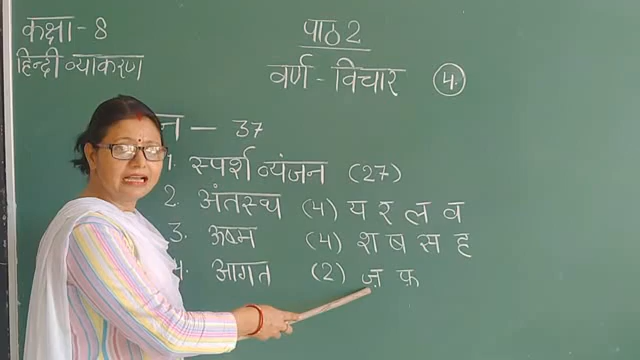 कक्षा - 8
हिन्दी व्याकरण
पाठ 2
वर्ण - विचार 4.
न - 37
1. स्पर्श व्यंजन (27)
2. अंतस्थ (4) य र ल व
3. ऊष्म (4) श ष स ह
4. आगत (2) ज़ फ़